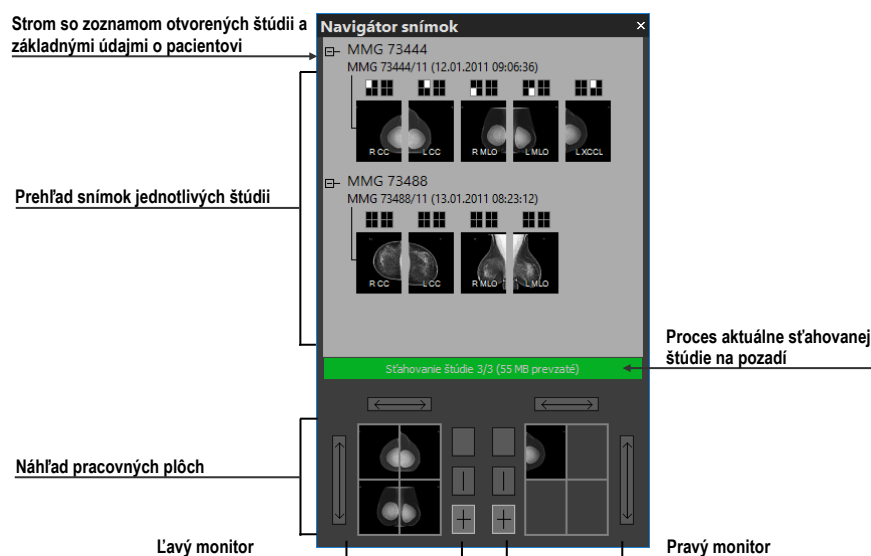 Strom so zoznamom otvorených štúdii a
základnými údajmi o pacientovi
Navigátor snímok
MMG 73444
MMG 73444/11 (12.01.2011 09:06:36)
R CC
L CC
R MLO
L MLO
L XCCL
Prehľad snímok jednotlivých štúdii
MMG 73488
MMG 73488/11 (13.01.2011 08:23:12)
R CC
L CC
R MLO
L MLO
Proces aktuálne sťahovanej
štúdie na pozadí
Sťahovanie štúdie 3/3 (55 MB prevzaté)
Náhľad pracovných plôch
Ľavý monitor
Pravý monitor